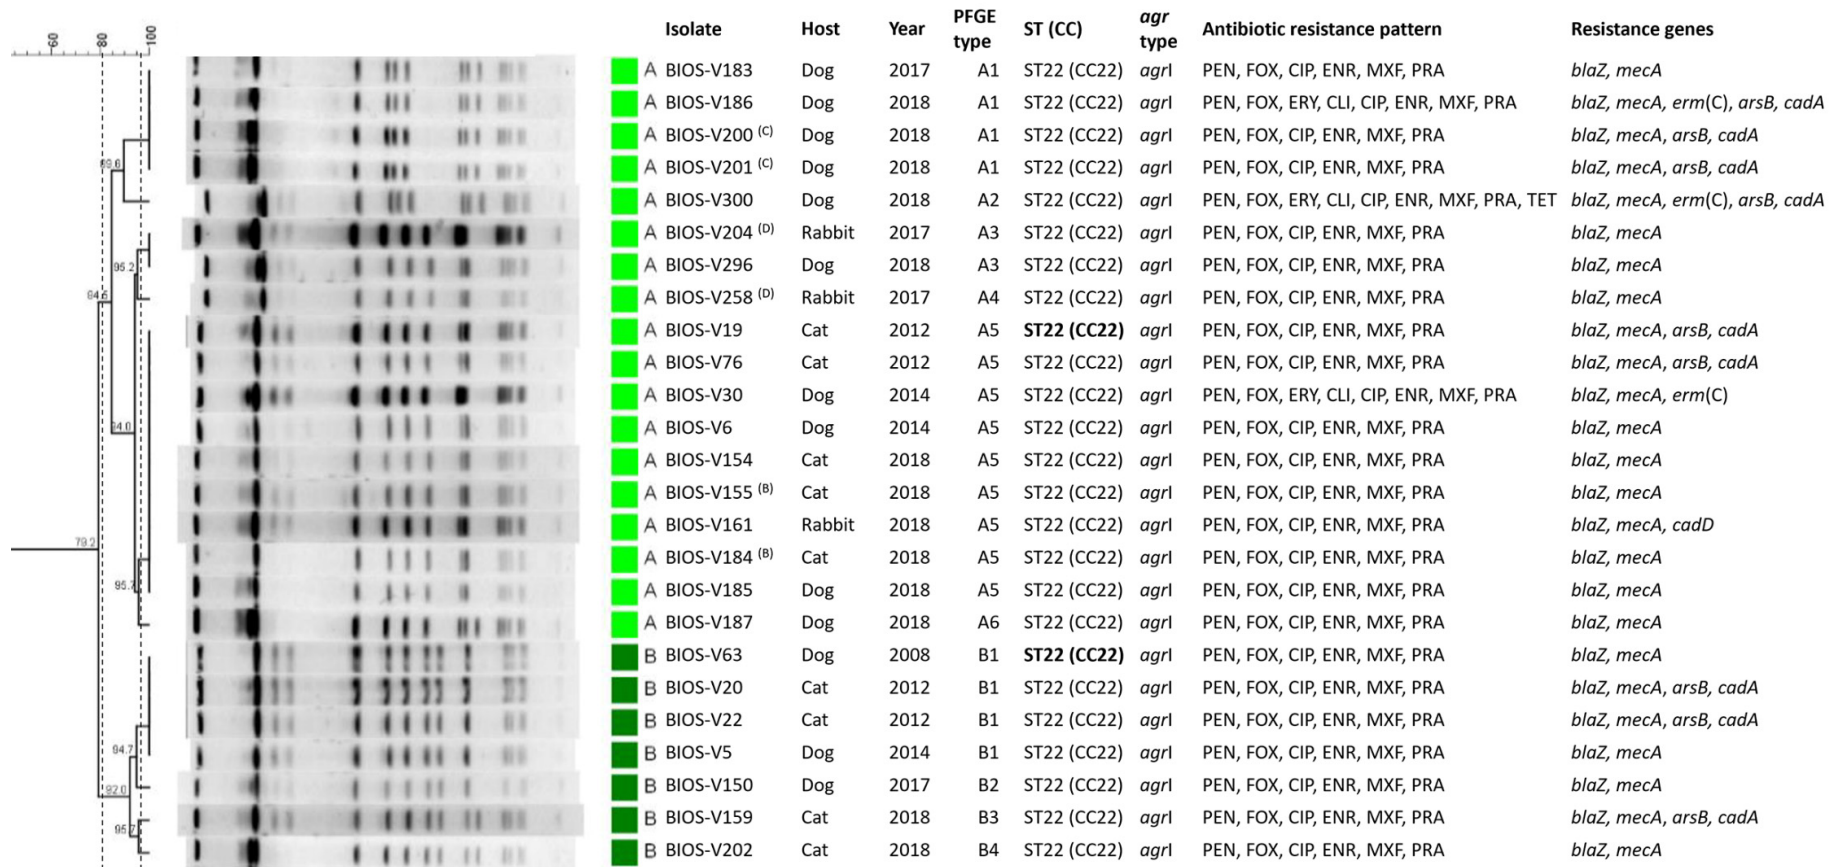 60 80 100
Isolate Host Year PFGE type ST (CC) agr type Antibiotic resistance pattern Resistance genes
A BIOS-V183 Dog 2017 A1 ST22 (CC22) agrI PEN, FOX, CIP, ENR, MXF, PRA blaZ, mecA
A BIOS-V186 Dog 2018 A1 ST22 (CC22) agrI PEN, FOX, ERY, CLI, CIP, ENR, MXF, PRA blaZ, mecA, erm(C), arsB, cadA
A BIOS-V200 (C) Dog 2018 A1 ST22 (CC22) agrI PEN, FOX, CIP, ENR, MXF, PRA blaZ, mecA, arsB, cadA
89.6 A BIOS-V201 (C) Dog 2018 A1 ST22 (CC22) agrI PEN, FOX, CIP, ENR, MXF, PRA blaZ, mecA, arsB, cadA
A BIOS-V300 Dog 2018 A2 ST22 (CC22) agrI PEN, FOX, ERY, CLI, CIP, ENR, MXF, PRA, TET blaZ, mecA, erm(C), arsB, cadA
A BIOS-V204 (D) Rabbit 2017 A3 ST22 (CC22) agrI PEN, FOX, CIP, ENR, MXF, PRA blaZ, mecA
95.2 A BIOS-V296 Dog 2018 A3 ST22 (CC22) agrI PEN, FOX, CIP, ENR, MXF, PRA blaZ, mecA
84.5 A BIOS-V258 (D) Rabbit 2017 A4 ST22 (CC22) agrI PEN, FOX, CIP, ENR, MXF, PRA blaZ, mecA
A BIOS-V19 Cat 2012 A5 ST22 (CC22) agrI PEN, FOX, CIP, ENR, MXF, PRA blaZ, mecA, arsB, cadA
A BIOS-V76 Cat 2012 A5 ST22 (CC22) agrI PEN, FOX, CIP, ENR, MXF, PRA blaZ, mecA, arsB, cadA
A BIOS-V30 Dog 2014 A5 ST22 (CC22) agrI PEN, FOX, ERY, CLI, CIP, ENR, MXF, PRA blaZ, mecA, erm(C)
A BIOS-V6 Dog 2014 A5 ST22 (CC22) agrI PEN, FOX, CIP, ENR, MXF, PRA blaZ, mecA
A BIOS-V154 Cat 2018 A5 ST22 (CC22) agrI PEN, FOX, CIP, ENR, MXF, PRA blaZ, mecA
A BIOS-V155 (B) Cat 2018 A5 ST22 (CC22) agrI PEN, FOX, CIP, ENR, MXF, PRA blaZ, mecA
A BIOS-V161 Rabbit 2018 A5 ST22 (CC22) agrI PEN, FOX, CIP, ENR, MXF, PRA blaZ, mecA, cadD
79.2 A BIOS-V184 (B) Cat 2018 A5 ST22 (CC22) agrI PEN, FOX, CIP, ENR, MXF, PRA blaZ, mecA
A BIOS-V185 Dog 2018 A5 ST22 (CC22) agrI PEN, FOX, CIP, ENR, MXF, PRA blaZ, mecA
A BIOS-V187 Dog 2018 A6 ST22 (CC22) agrI PEN, FOX, CIP, ENR, MXF, PRA blaZ, mecA
B BIOS-V63 Dog 2008 B1 ST22 (CC22) agrI PEN, FOX, CIP, ENR, MXF, PRA blaZ, mecA
B BIOS-V20 Cat 2012 B1 ST22 (CC22) agrI PEN, FOX, CIP, ENR, MXF, PRA blaZ, mecA, arsB, cadA
B BIOS-V22 Cat 2012 B1 ST22 (CC22) agrI PEN, FOX, CIP, ENR, MXF, PRA blaZ, mecA, arsB, cadA
94.7 B BIOS-V5 Dog 2014 B1 ST22 (CC22) agrI PEN, FOX, CIP, ENR, MXF, PRA blaZ, mecA
92.0 B BIOS-V150 Dog 2017 B2 ST22 (CC22) agrI PEN, FOX, CIP, ENR, MXF, PRA blaZ, mecA
B BIOS-V159 Cat 2018 B3 ST22 (CC22) agrI PEN, FOX, CIP, ENR, MXF, PRA blaZ, mecA, arsB, cadA
B BIOS-V202 Cat 2018 B4 ST22 (CC22) agrI PEN, FOX, CIP, ENR, MXF, PRA blaZ, mecA